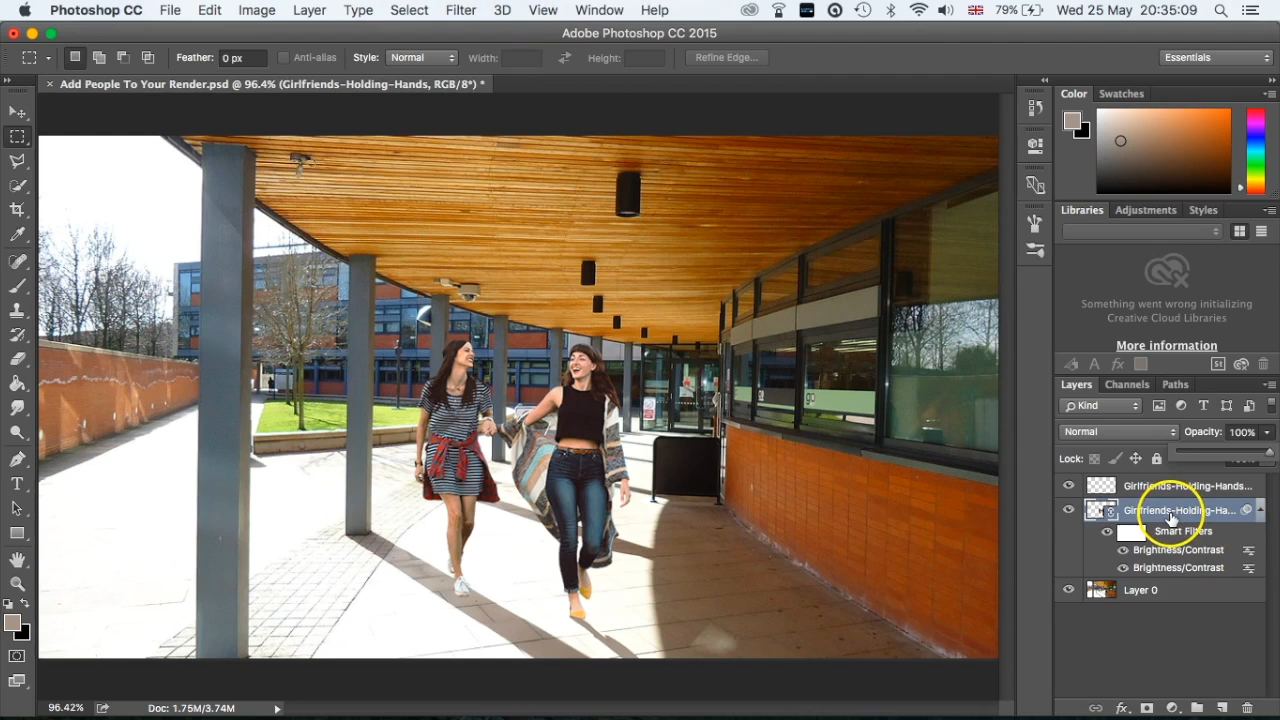 Photoshop CC File Edit Image Layer Type Select Filter 3D View Window Help 79% Wed 25 May 20:35:09
Adobe Photoshop CC 2015
Feather: 0 px Anti-alias Style: Normal Width: Height: Refine Edge... Essentials
× Add People To Your Render.psd @ 96.4% (Girlfriends-Holding-Hands, RGB/8*) *
Color Swatches
Libraries Adjustments Styles
Something went wrong initializing
Creative Cloud Libraries
More information
A fx St
Layers Channels Paths
Kind T
Normal Opacity: 100%
Lock:
Girlfriends-Holding-Hands...
Girlfriends-Holding-Ha...
Smart Filters
Brightness/Contrast
Brightness/Contrast
Layer 0
96.42% Doc: 1.75M/3.74M fx